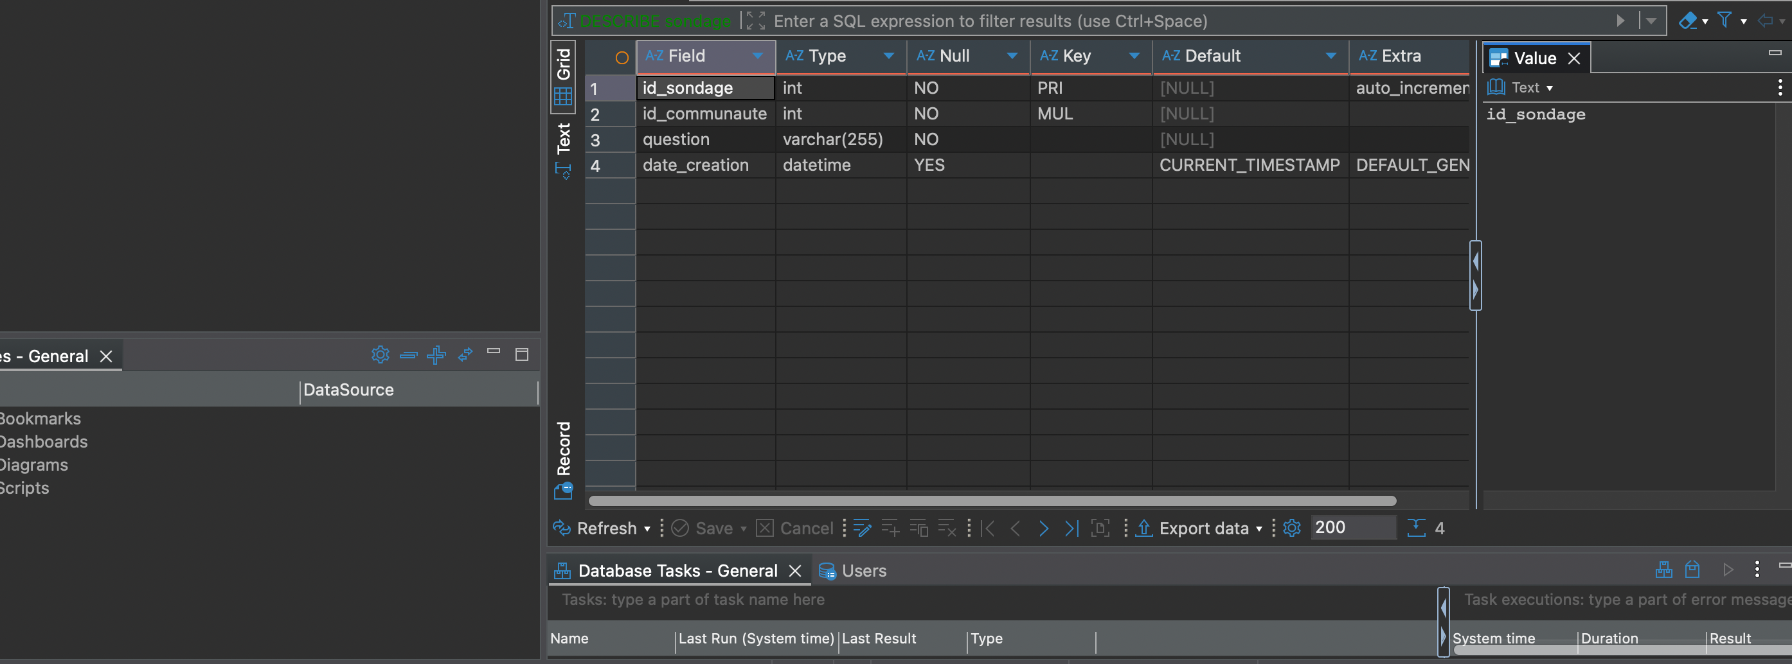 DESCRIBE sondage Enter a SQL expression to filter results (use Ctrl+Space)
Grid
Text
Record
A-Z Field A-Z Type A-Z Null A-Z Key A-Z Default A-Z Extra
1 id_sondage int NO PRI [NULL] auto_incremen
2 id_communaute int NO MUL [NULL]
3 question varchar(255) NO [NULL]
4 date_creation datetime YES CURRENT_TIMESTAMP DEFAULT_GEN
Value
Text
id_sondage
es - General
DataSource
Bookmarks
Dashboards
Diagrams
Scripts
Refresh Save Cancel Export data 200 4
Database Tasks - General Users
Tasks: type a part of task name here
Task executions: type a part of error message
Name Last Run (System time) Last Result Type
System time Duration Result